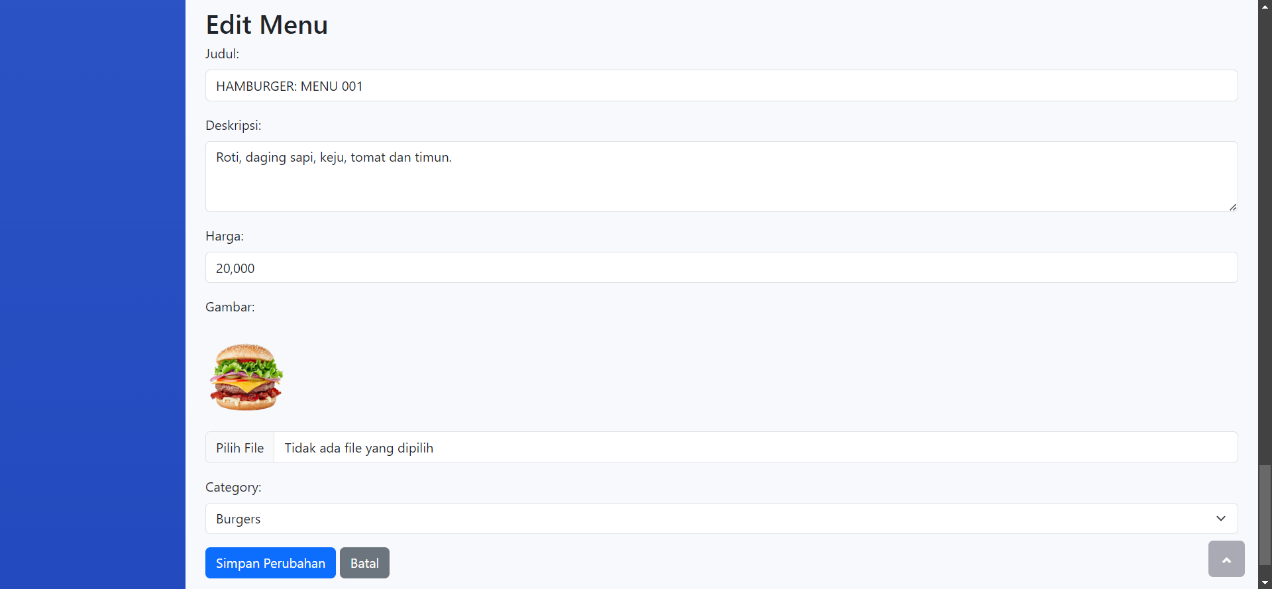 Edit Menu
Judul:
HAMBURGER: MENU 001
Deskripsi:
Roti, daging sapi, keju, tomat dan timun.
Harga:
20,000
Gambar:
Pilih File Tidak ada file yang dipilih
Category:
Burgers
Simpan Perubahan Batal